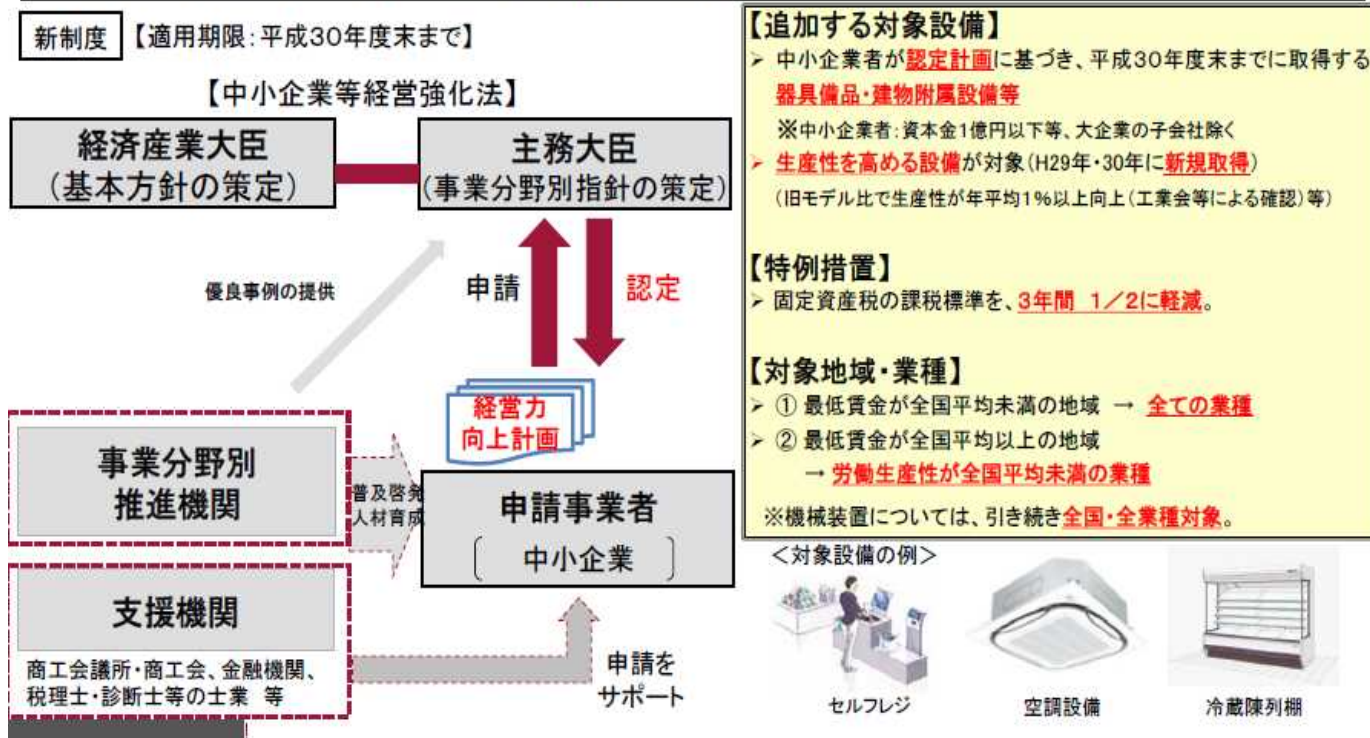 新制度
【適用期限:平成30年度末まで】
【中小企業等経営強化法】
経済産業大臣
(基本方針の策定)
主務大臣
(事業分野別指針の策定)
優良事例の提供
申請
認定
経営力
向上計画
事業分野別
推進機関
普及啓発
人材育成
申請事業者
〔 中小企業 〕
支援機関
商工会議所・商工会、金融機関、
税理士・診断士等の士業 等
申請を
サポート
【追加する対象設備】
➢ 中小企業者が認定計画に基づき、平成30年度末までに取得する
器具備品・建物附属設備等
※中小企業者:資本金1億円以下等、大企業の子会社除く
➢ 生産性を高める設備が対象(H29年・30年に新規取得)
(旧モデル比で生産性が年平均1%以上向上(工業会等による確認)等)
【特例措置】
➢ 固定資産税の課税標準を、3年間 1/2に軽減。
【対象地域・業種】
➢ ① 最低賃金が全国平均未満の地域 → 全ての業種
➢ ② 最低賃金が全国平均以上の地域
→ 労働生産性が全国平均未満の業種
※機械装置については、引き続き全国・全業種対象。
<対象設備の例>
セルフレジ
空調設備
冷蔵陳列棚